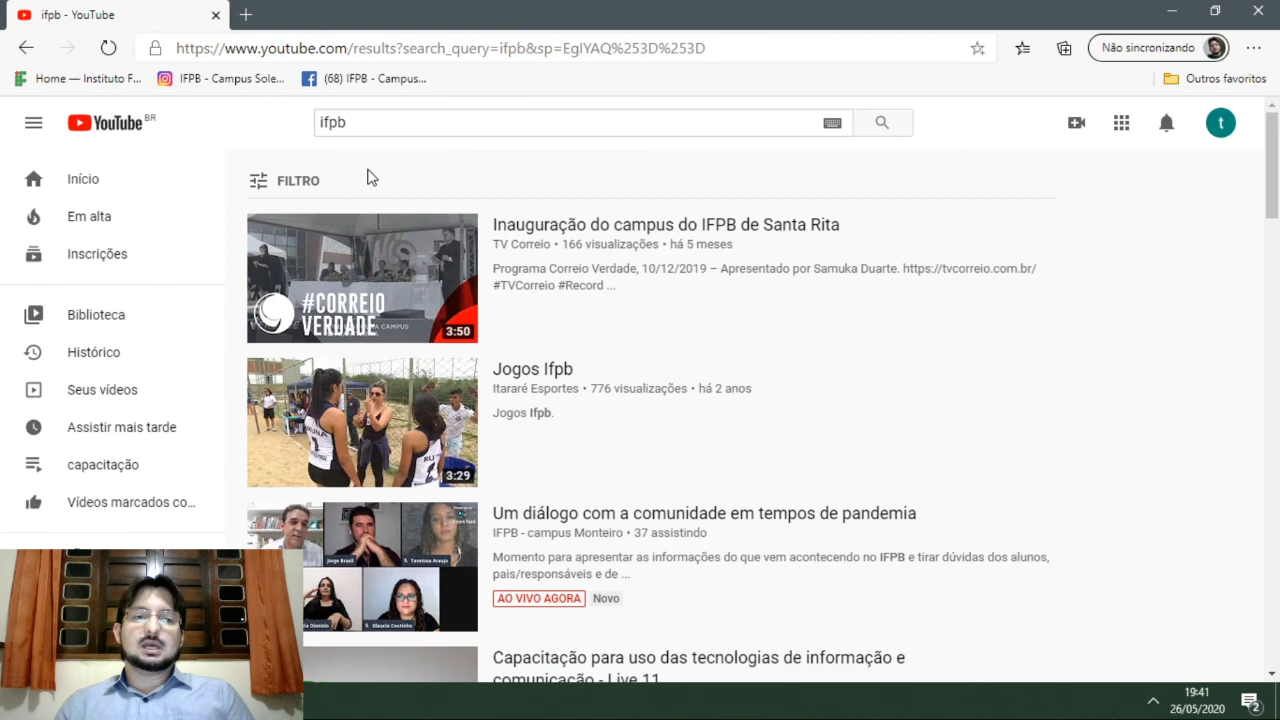 ifpb - YouTube
https://www.youtube.com/results?search_query=ifpb&sp=EgIYAQ%253D%253D
Não sincronizando
Home — Instituto F...
IFPB - Campus Sole...
(68) IFPB - Campus...
Outros favoritos
YouTube BR
ifpb
t
Início
Em alta
Inscrições
Biblioteca
Histórico
Seus vídeos
Assistir mais tarde
capacitação
Vídeos marcados co...
FILTRO
#CORREIO
VERDADE
CAMPUS
3:50
Inauguração do campus do IFPB de Santa Rita
TV Correio • 166 visualizações • há 5 meses
Programa Correio Verdade, 10/12/2019 – Apresentado por Samuka Duarte. https://tvcorreio.com.br/
#TVCorreio #Record ...
3:29
Jogos Ifpb
Itararé Esportes • 776 visualizações • há 2 anos
Jogos Ifpb.
Jorge Brasil
Um diálogo com a comunidade em tempos de pandemia
IFPB - campus Monteiro • 37 assistindo
Momento para apresentar as informações do que vem acontecendo no IFPB e tirar dúvidas dos alunos,
pais/responsáveis e de ...
AO VIVO AGORA
Novo
Capacitação para uso das tecnologias de informação e
comunicação - Live 11
19:41
26/05/2020
2